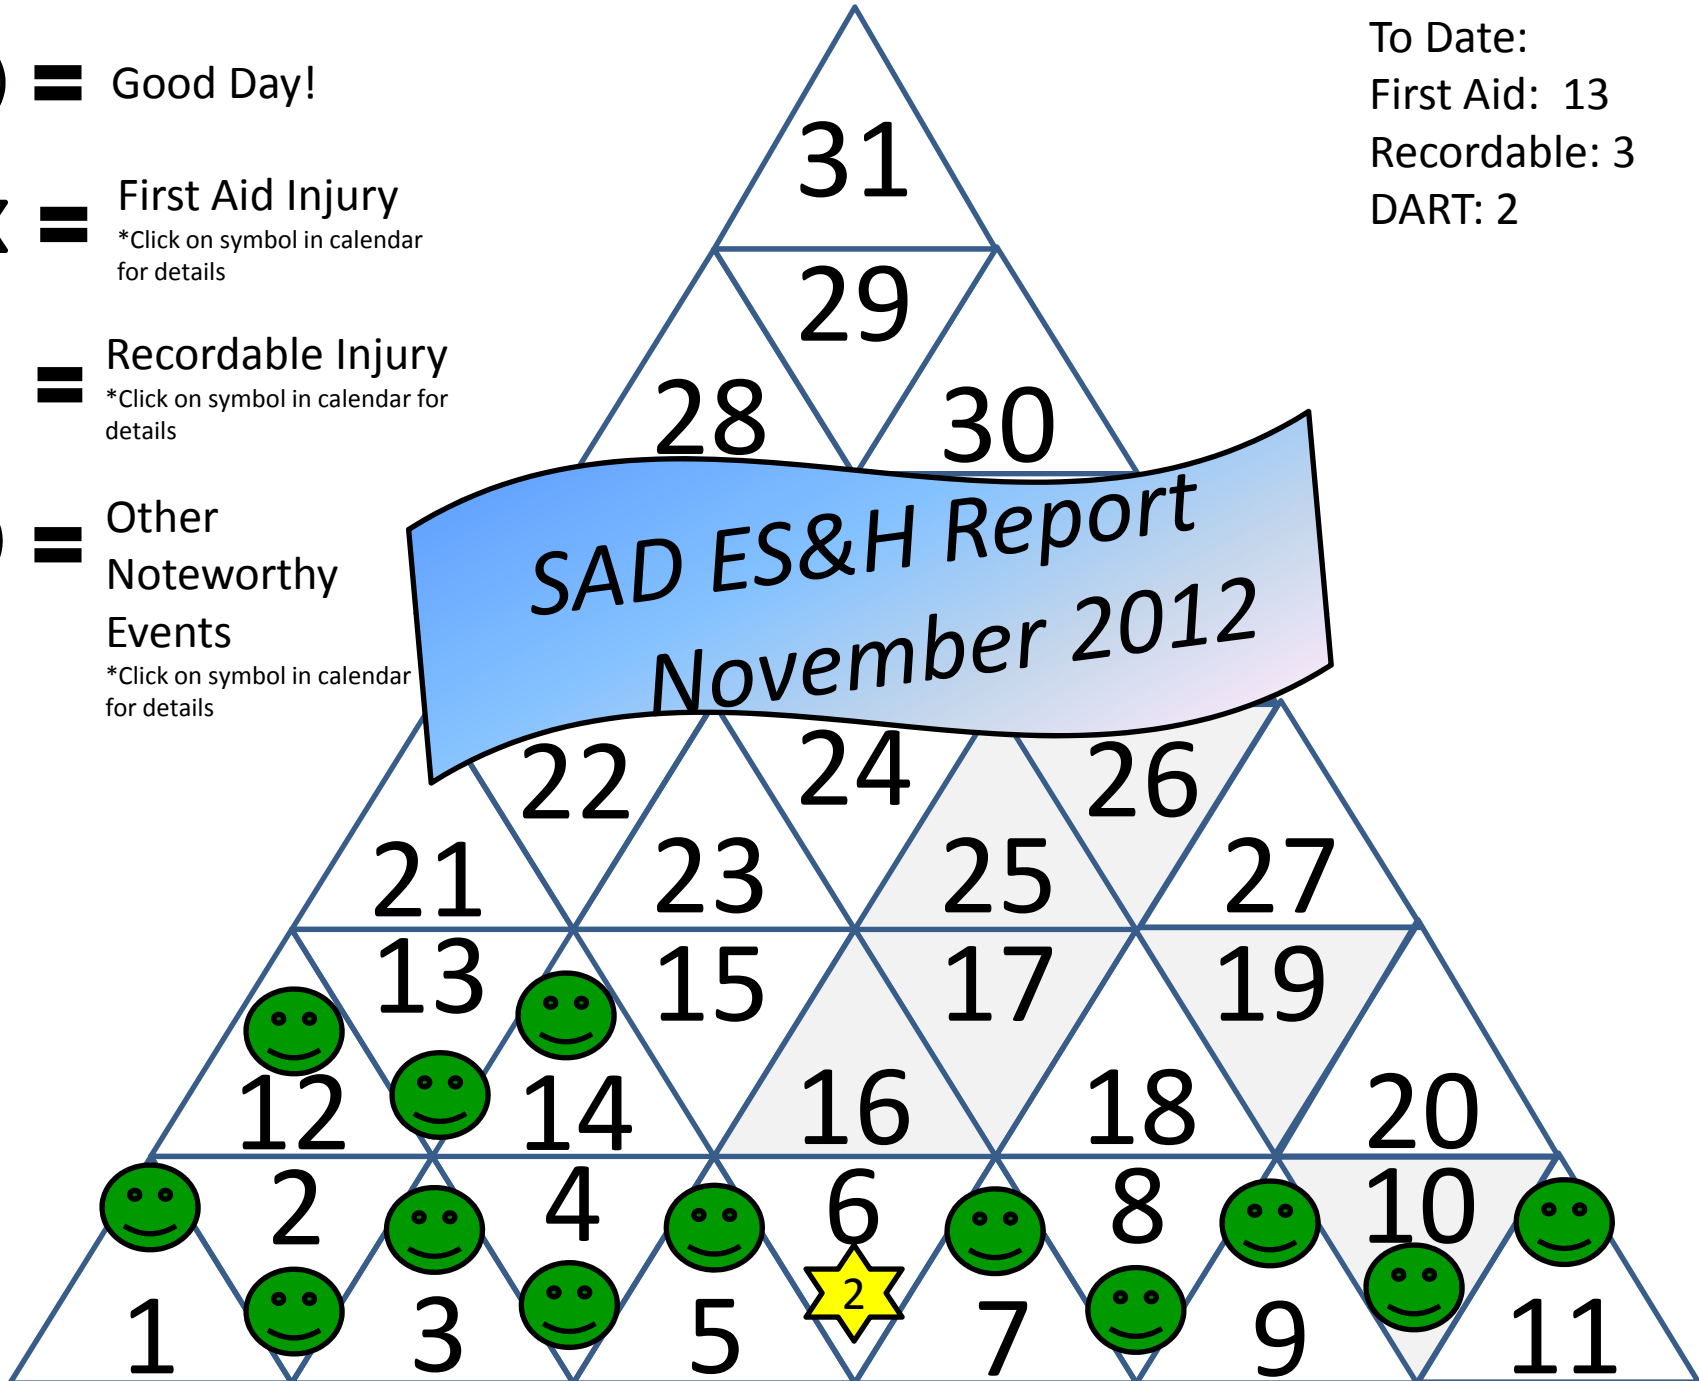 = Good Day!
X = First Aid Injury
*Click on symbol in calendar
for details
= Recordable Injury
*Click on symbol in calendar for
details
= Other
Noteworthy
Events
*Click on symbol in calendar
for details
To Date:
First Aid: 13
Recordable: 3
DART: 2
31
29
28 30
SAD ES&H Report
November 2012
22 24 26
21 23 25 27
13 15 17 19
12 14 16 18 20
2 4 6 8 10
2
1 3 5 7 9 11